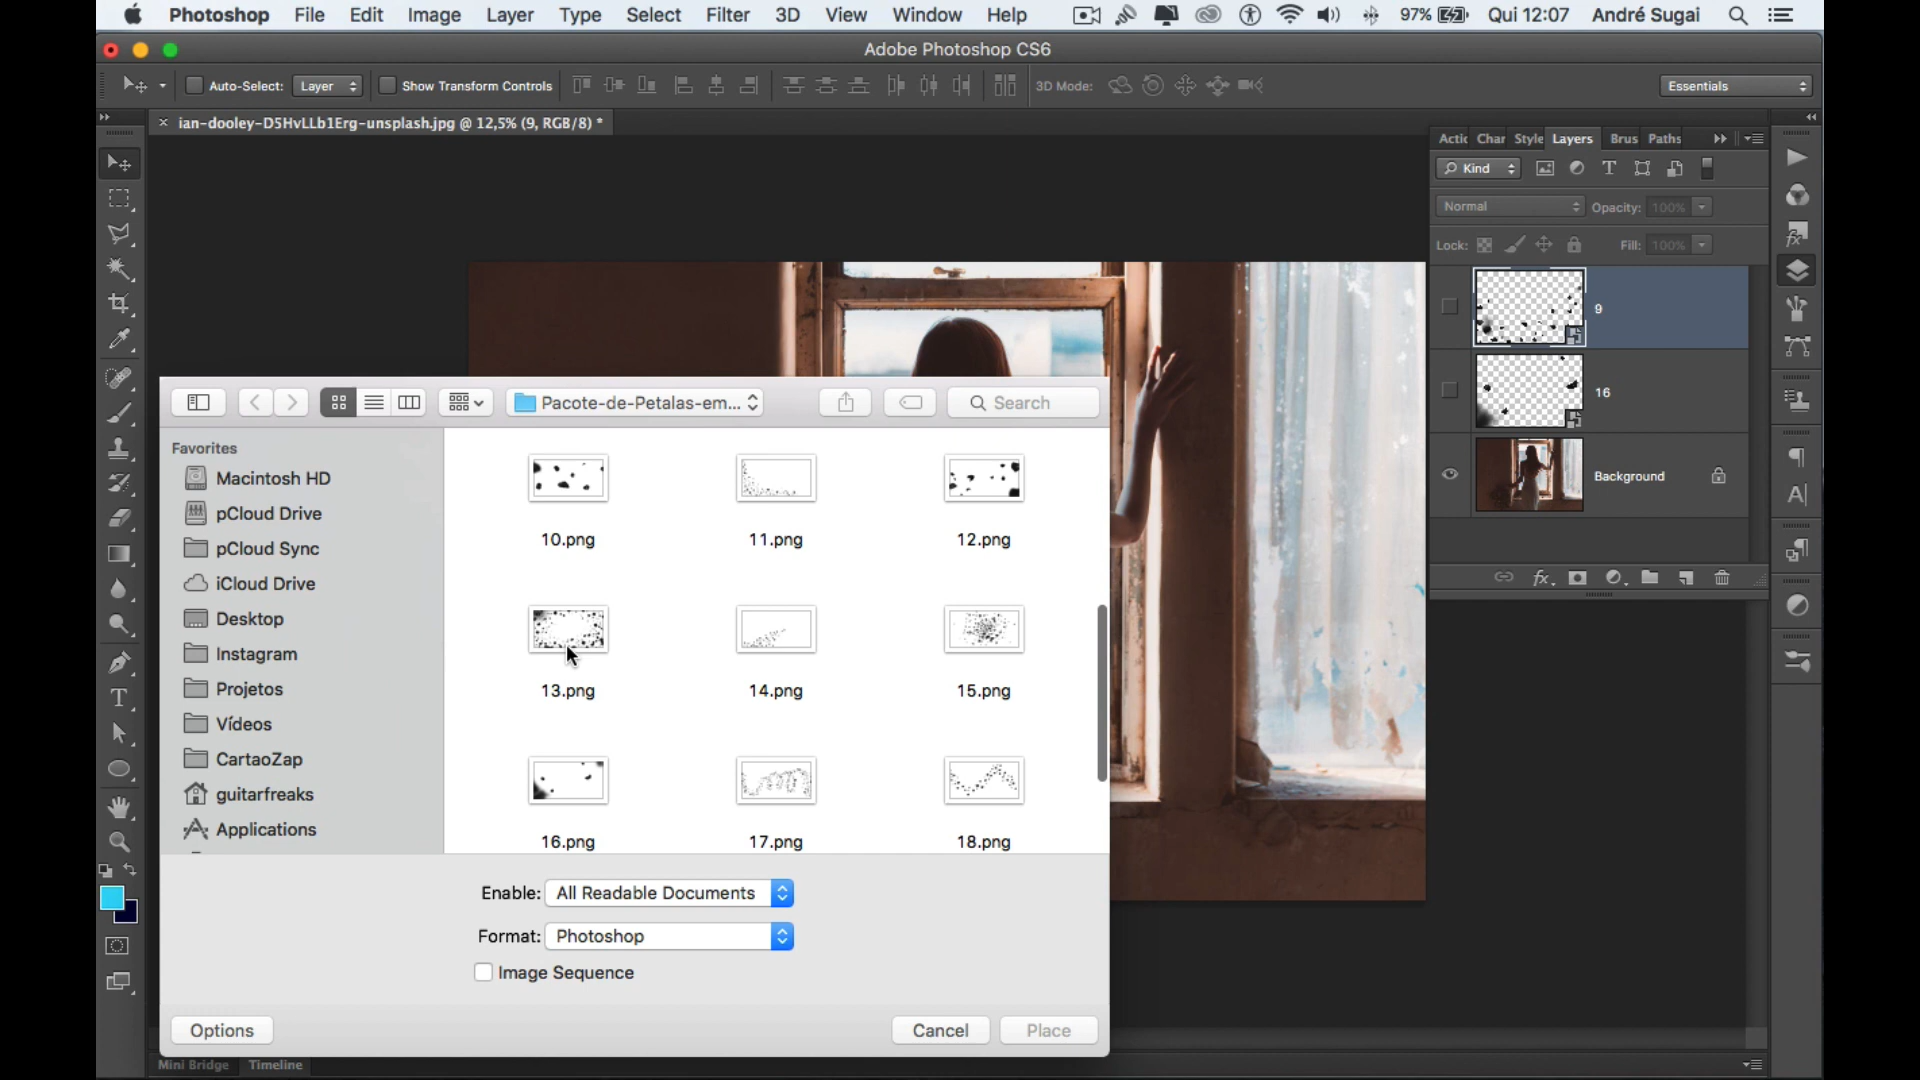 Photoshop File Edit Image Layer Type Select Filter 3D View Window Help 97% Qui 12:07 André Sugai
Adobe Photoshop CS6
Auto-Select: Layer Show Transform Controls 3D Mode: Essentials
× ian-dooley-D5HvLLb1Erg-unsplash.jpg @ 12,5% (9, RGB/8) *
Actic Char Style Layers Brus Paths
Kind
Normal Opacity: 100%
Lock: Fill: 100%
9
16
Background
Pacote-de-Petalas-em... Search
Favorites
Macintosh HD
pCloud Drive
pCloud Sync
iCloud Drive
Desktop
Instagram
Projetos
Vídeos
CartaoZap
guitarfreaks
Applications
10.png 11.png 12.png
13.png 14.png 15.png
16.png 17.png 18.png
Enable: All Readable Documents
Format: Photoshop
Image Sequence
Options Cancel Place
Mini Bridge Timeline